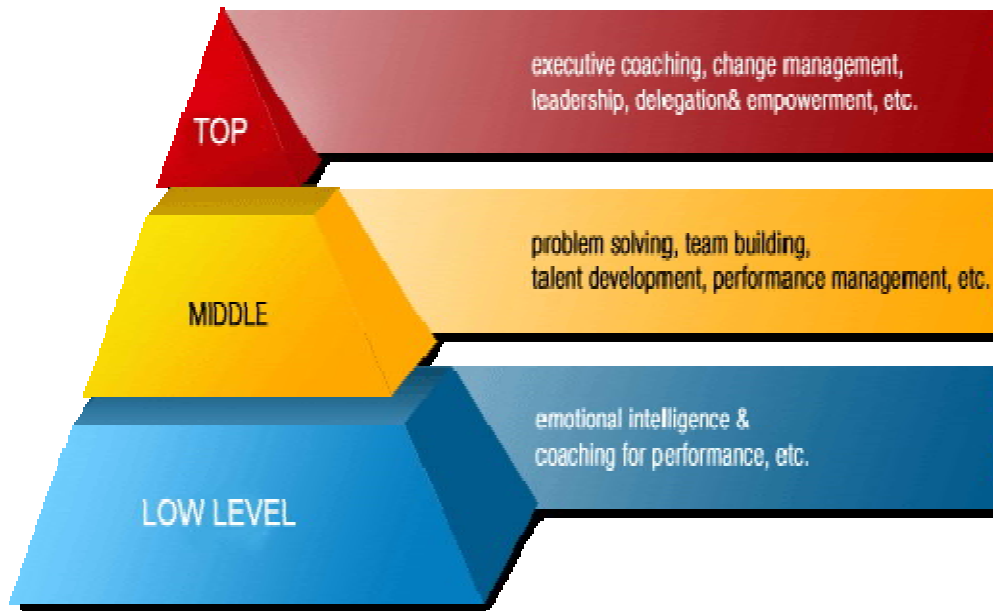 TOP
executive coaching, change management,
leadership, delegation& empowerment, etc.
MIDDLE
problem solving, team building,
talent development, performance management, etc.
LOW LEVEL
emotional intelligence &
coaching for performance, etc.